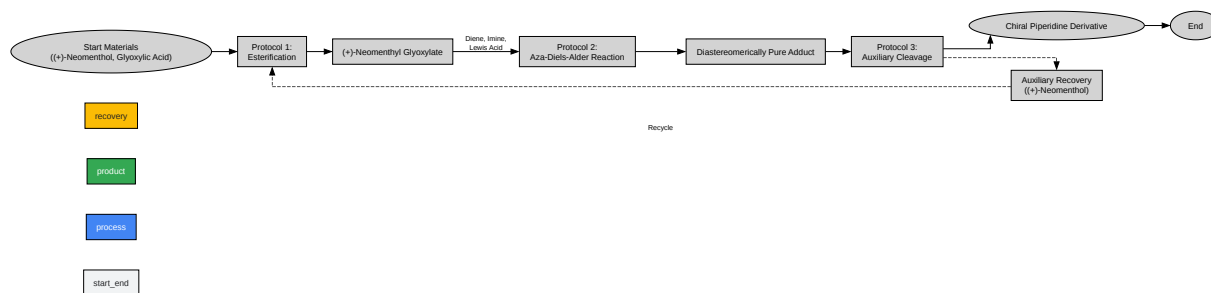 Start Materials
((+)-Neomenthol, Glyoxylic Acid)
Protocol 1:
Esterification
(+)-Neomenthyl Glyoxylate
Diene, Imine,
Lewis Acid
Protocol 2:
Aza-Diels-Alder Reaction
Diastereomerically Pure Adduct
Protocol 3:
Auxiliary Cleavage
Chiral Piperidine Derivative
End
Auxiliary Recovery
((+)-Neomenthol)
Recycle
recovery
product
process
start_end